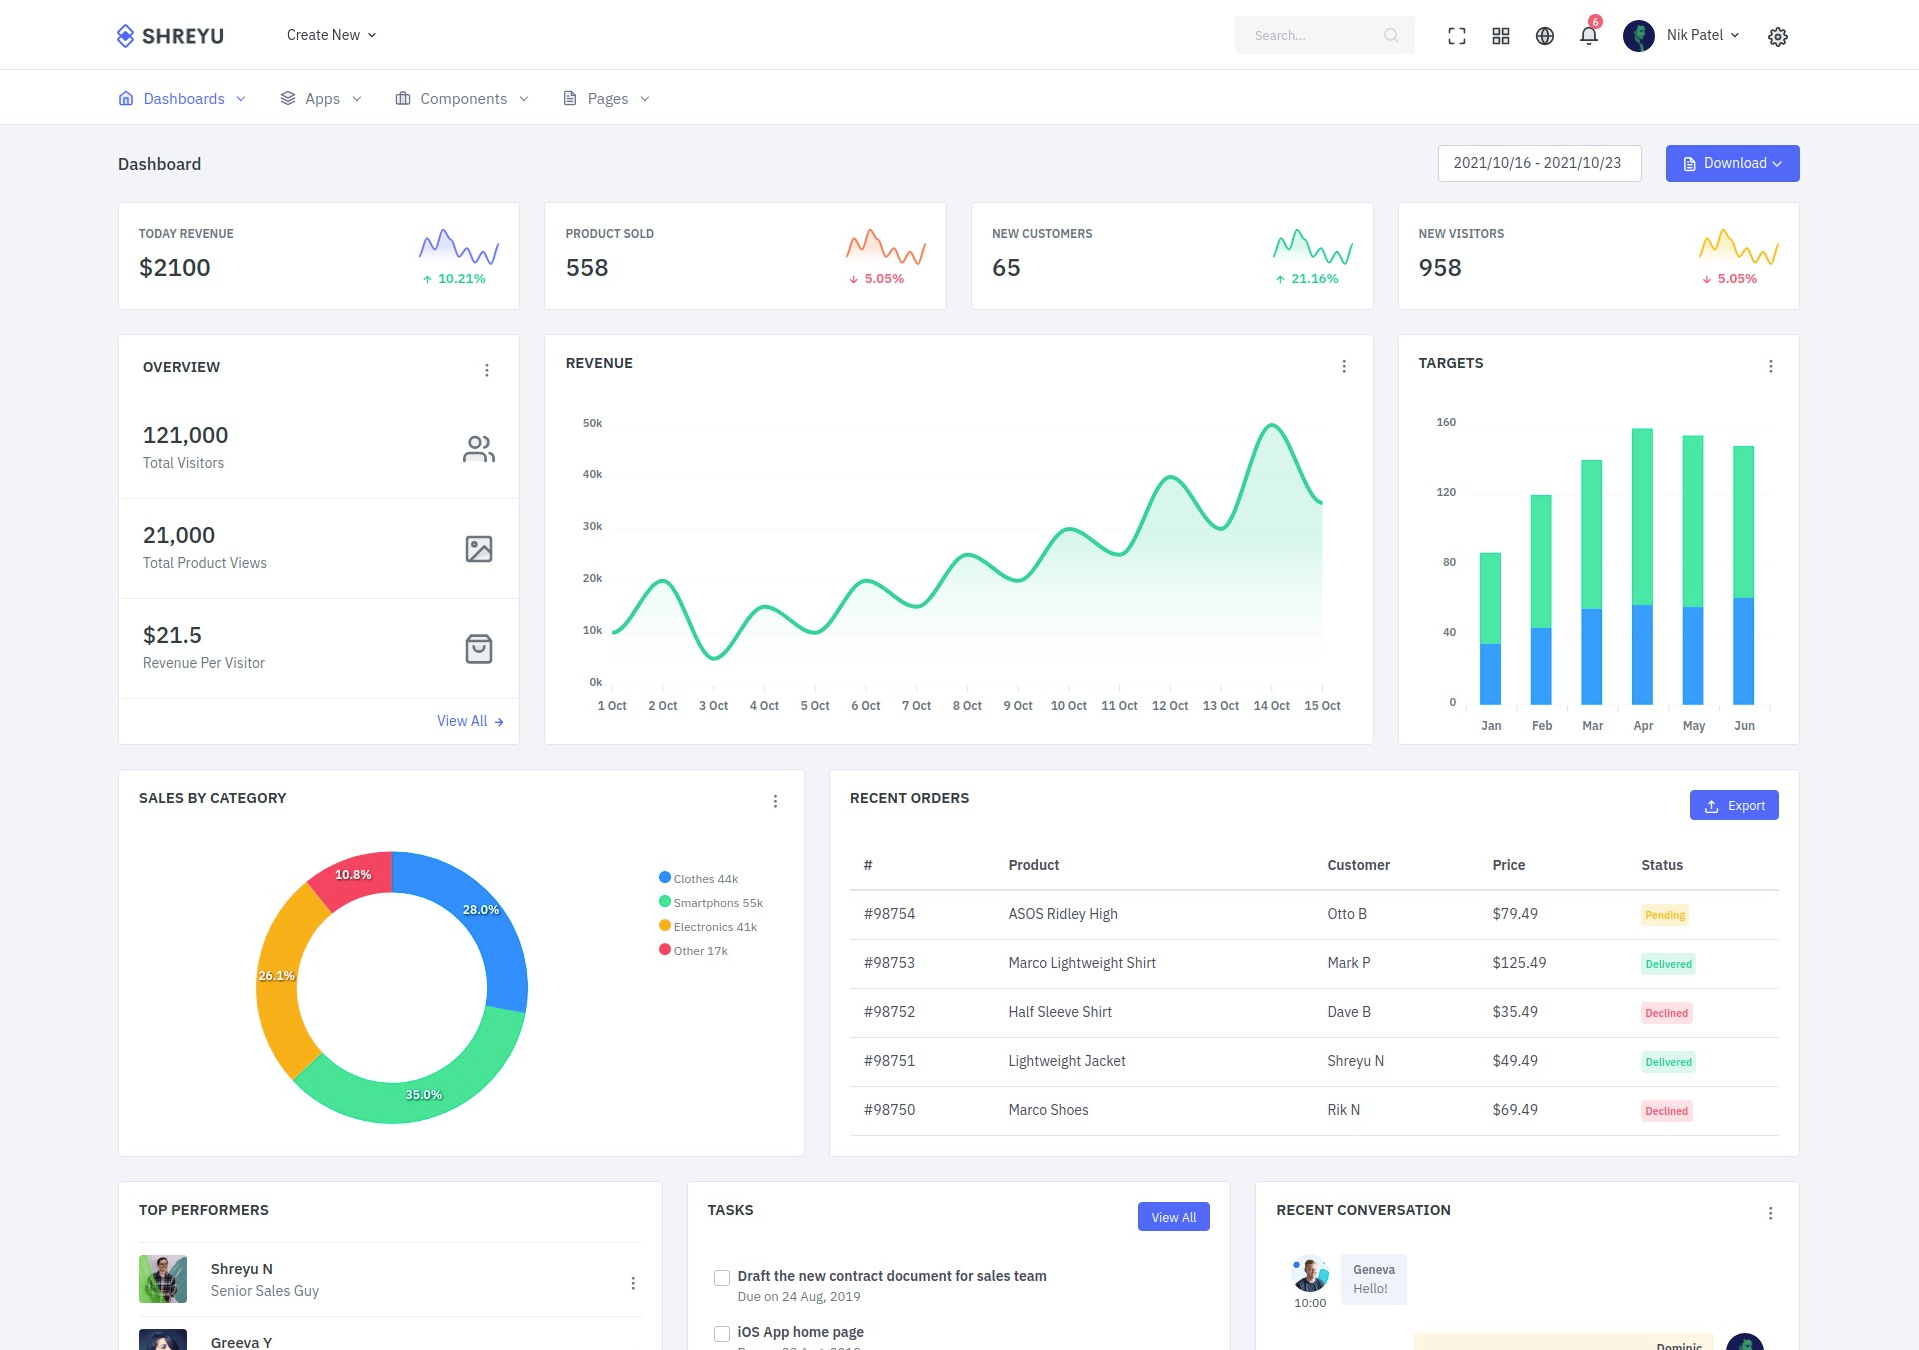 SHREYU
Create New
Search...
6
Nik Patel
Dashboards
Apps
Components
Pages
Dashboard
2021/10/16 - 2021/10/23
Download
TODAY REVENUE
$2100
10.21%
PRODUCT SOLD
558
5.05%
NEW CUSTOMERS
65
21.16%
NEW VISITORS
958
5.05%
OVERVIEW
121,000
Total Visitors
21,000
Total Product Views
$21.5
Revenue Per Visitor
View All
REVENUE
50k
40k
30k
20k
10k
0k
1 Oct 2 Oct 3 Oct 4 Oct 5 Oct 6 Oct 7 Oct 8 Oct 9 Oct 10 Oct 11 Oct 12 Oct 13 Oct 14 Oct 15 Oct
TARGETS
160
120
80
40
0
Jan Feb Mar Apr May Jun
SALES BY CATEGORY
10.8%
28.0%
26.1%
35.0%
Clothes 44k
Smartphons 55k
Electronics 41k
Other 17k
RECENT ORDERS
Export
# Product Customer Price Status
#98754 ASOS Ridley High Otto B $79.49 Pending
#98753 Marco Lightweight Shirt Mark P $125.49 Delivered
#98752 Half Sleeve Shirt Dave B $35.49 Declined
#98751 Lightweight Jacket Shreyu N $49.49 Delivered
#98750 Marco Shoes Rik N $69.49 Declined
TOP PERFORMERS
Shreyu N
Senior Sales Guy
Greeva Y
TASKS
View All
Draft the new contract document for sales team
Due on 24 Aug, 2019
iOS App home page
RECENT CONVERSATION
Geneva
Hello!
10:00
Dominic